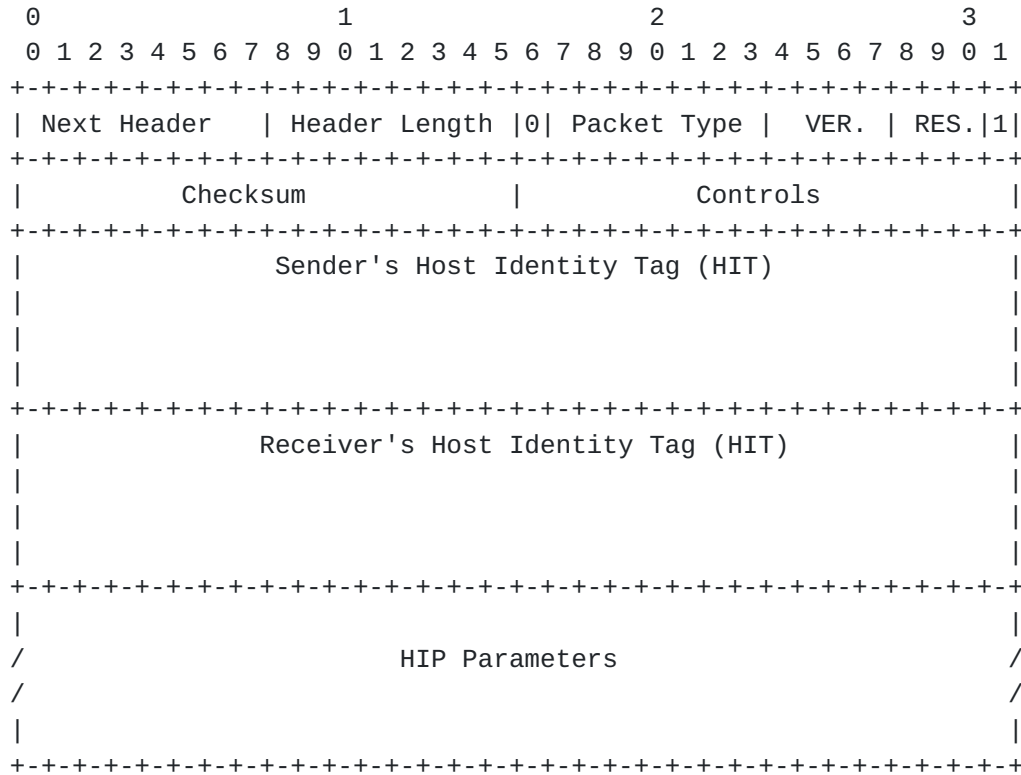 0                   1                   2                   3
 0 1 2 3 4 5 6 7 8 9 0 1 2 3 4 5 6 7 8 9 0 1 2 3 4 5 6 7 8 9 0 1
+-+-+-+-+-+-+-+-+-+-+-+-+-+-+-+-+-+-+-+-+-+-+-+-+-+-+-+-+-+-+-+-+
| Next Header   | Header Length |0| Packet Type |  VER. | RES.|1|
+-+-+-+-+-+-+-+-+-+-+-+-+-+-+-+-+-+-+-+-+-+-+-+-+-+-+-+-+-+-+-+-+
|          Checksum             |           Controls            |
+-+-+-+-+-+-+-+-+-+-+-+-+-+-+-+-+-+-+-+-+-+-+-+-+-+-+-+-+-+-+-+-+
|                Sender's Host Identity Tag (HIT)               |
|                                                               |
|                                                               |
|                                                               |
+-+-+-+-+-+-+-+-+-+-+-+-+-+-+-+-+-+-+-+-+-+-+-+-+-+-+-+-+-+-+-+-+
|               Receiver's Host Identity Tag (HIT)              |
|                                                               |
|                                                               |
|                                                               |
+-+-+-+-+-+-+-+-+-+-+-+-+-+-+-+-+-+-+-+-+-+-+-+-+-+-+-+-+-+-+-+-+
|                                                               |
/                        HIP Parameters                         /
/                                                               /
|                                                               |
+-+-+-+-+-+-+-+-+-+-+-+-+-+-+-+-+-+-+-+-+-+-+-+-+-+-+-+-+-+-+-+-+